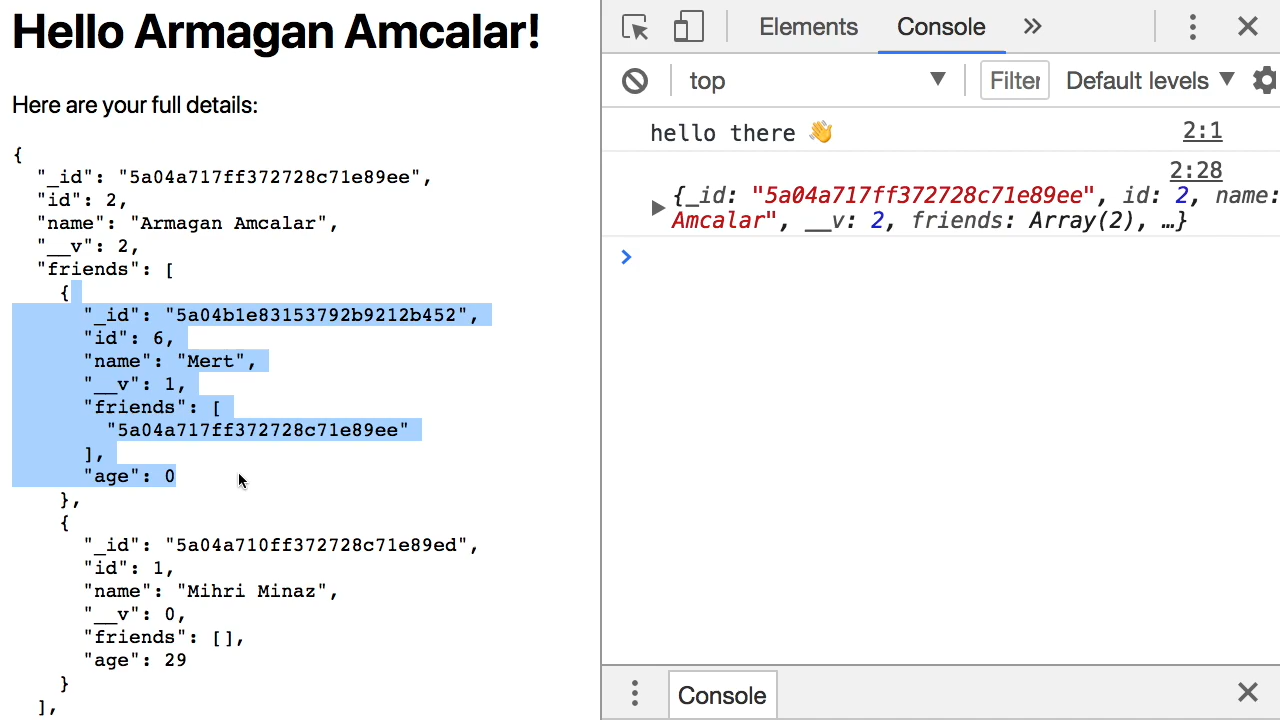 Hello Armagan Amcalar!
Here are your full details:
{
"_id": "5a04a717ff372728c71e89ee",
"id": 2,
"name": "Armagan Amcalar",
"__v": 2,
"friends": [
{
"_id": "5a04b1e83153792b9212b452",
"id": 6,
"name": "Mert",
"__v": 1,
"friends": [
"5a04a717ff372728c71e89ee"
],
"age": 0
},
{
"_id": "5a04a710ff372728c71e89ed",
"id": 1,
"name": "Mihri Minaz",
"__v": 0,
"friends": [],
"age": 29
}
],
Elements Console »
top Filter Default levels
hello there 👋 2:1
2:28
{_id: "5a04a717ff372728c71e89ee", id: 2, name:
Amcalar", __v: 2, friends: Array(2), …}
Console